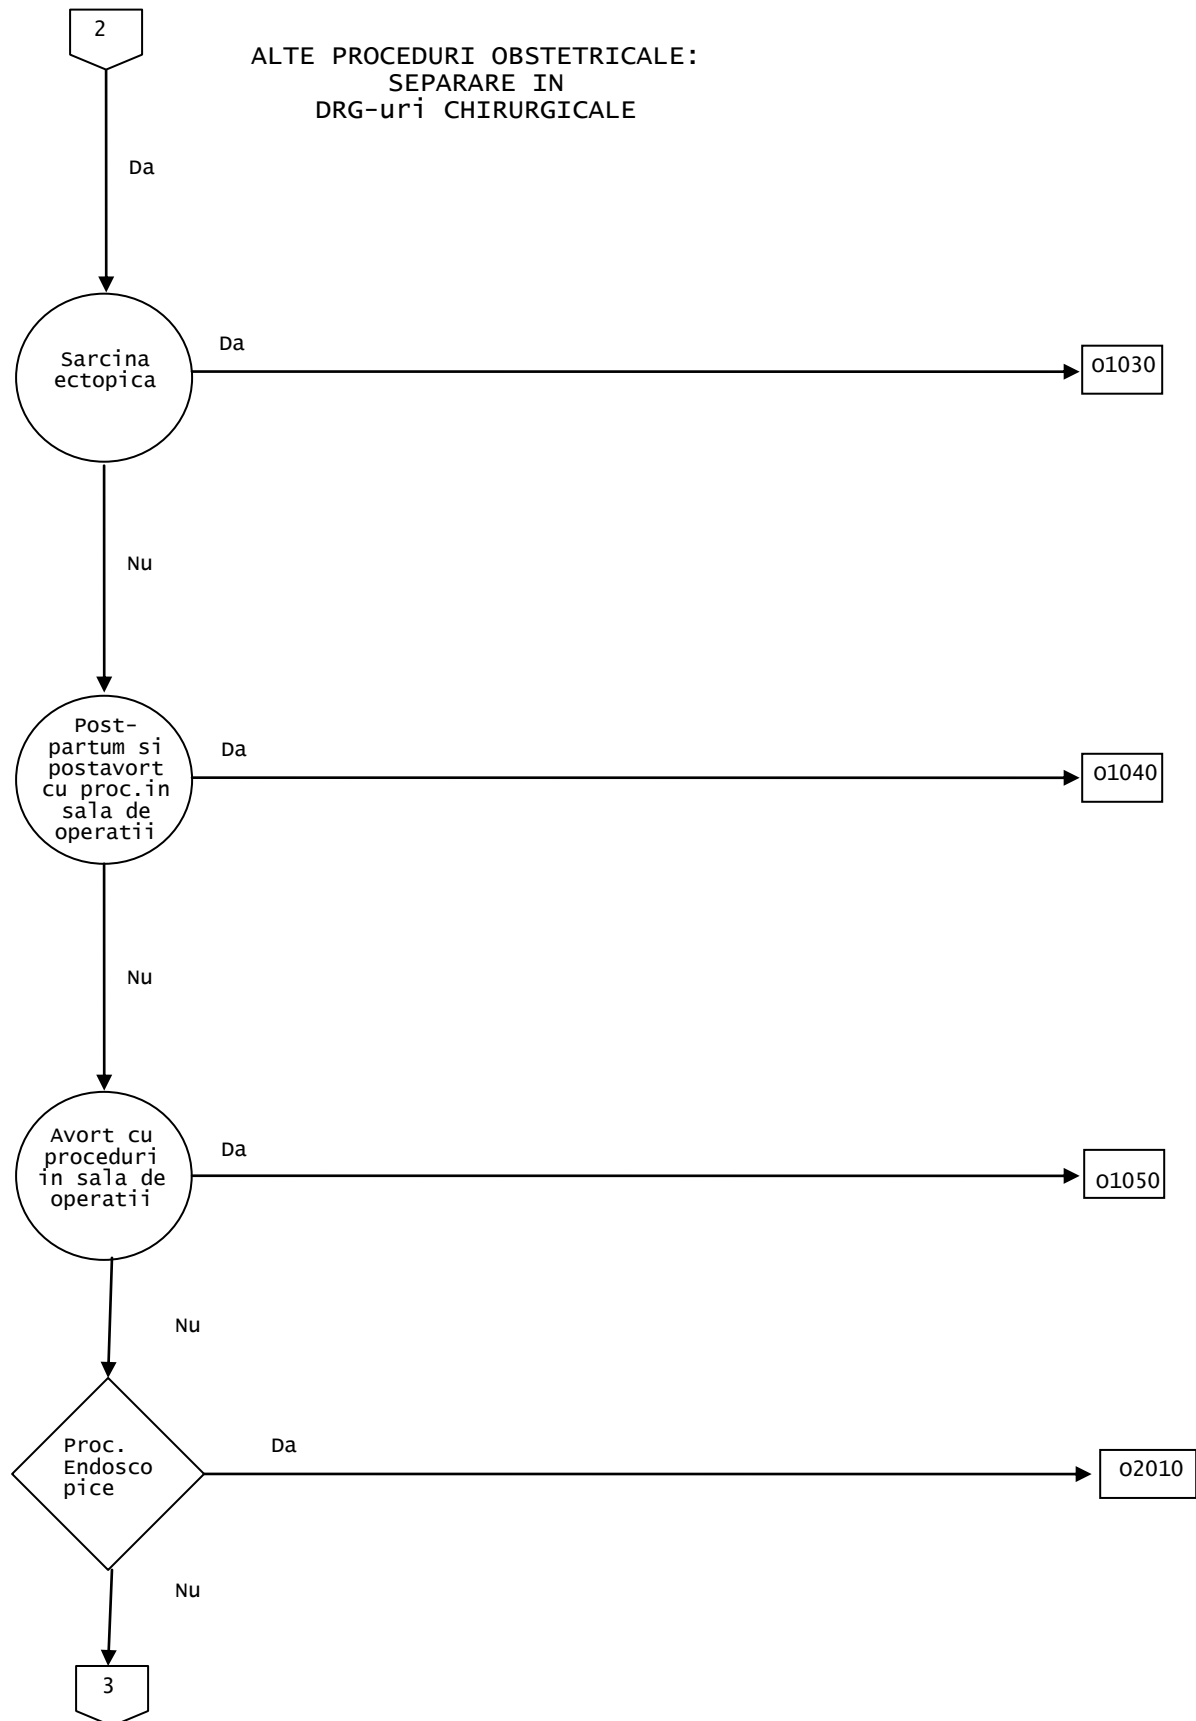 2
ALTE PROCEDURI OBSTETRICALE:
SEPARARE IN
DRG-uri CHIRURGICALE
Da
Sarcina
ectopica
Da
O1030
Nu
Post-
partum si
postavort
cu proc.in
sala de
operatii
Da
O1040
Nu
Avort cu
proceduri
in sala de
operatii
Da
O1050
Nu
Proc.
Endosco
pice
Da
O2010
Nu
3